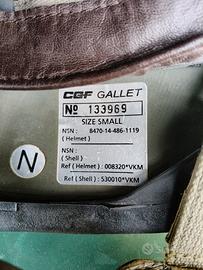 CGF GALLET
No 133969
SIZE SMALL
NSN : 8470-14-486-1119
( Helmet )
NSN :
( Shell )
Ref ( Helmet ) : 008320*VKM
Ref ( Shell ) : 530010*VKM
N